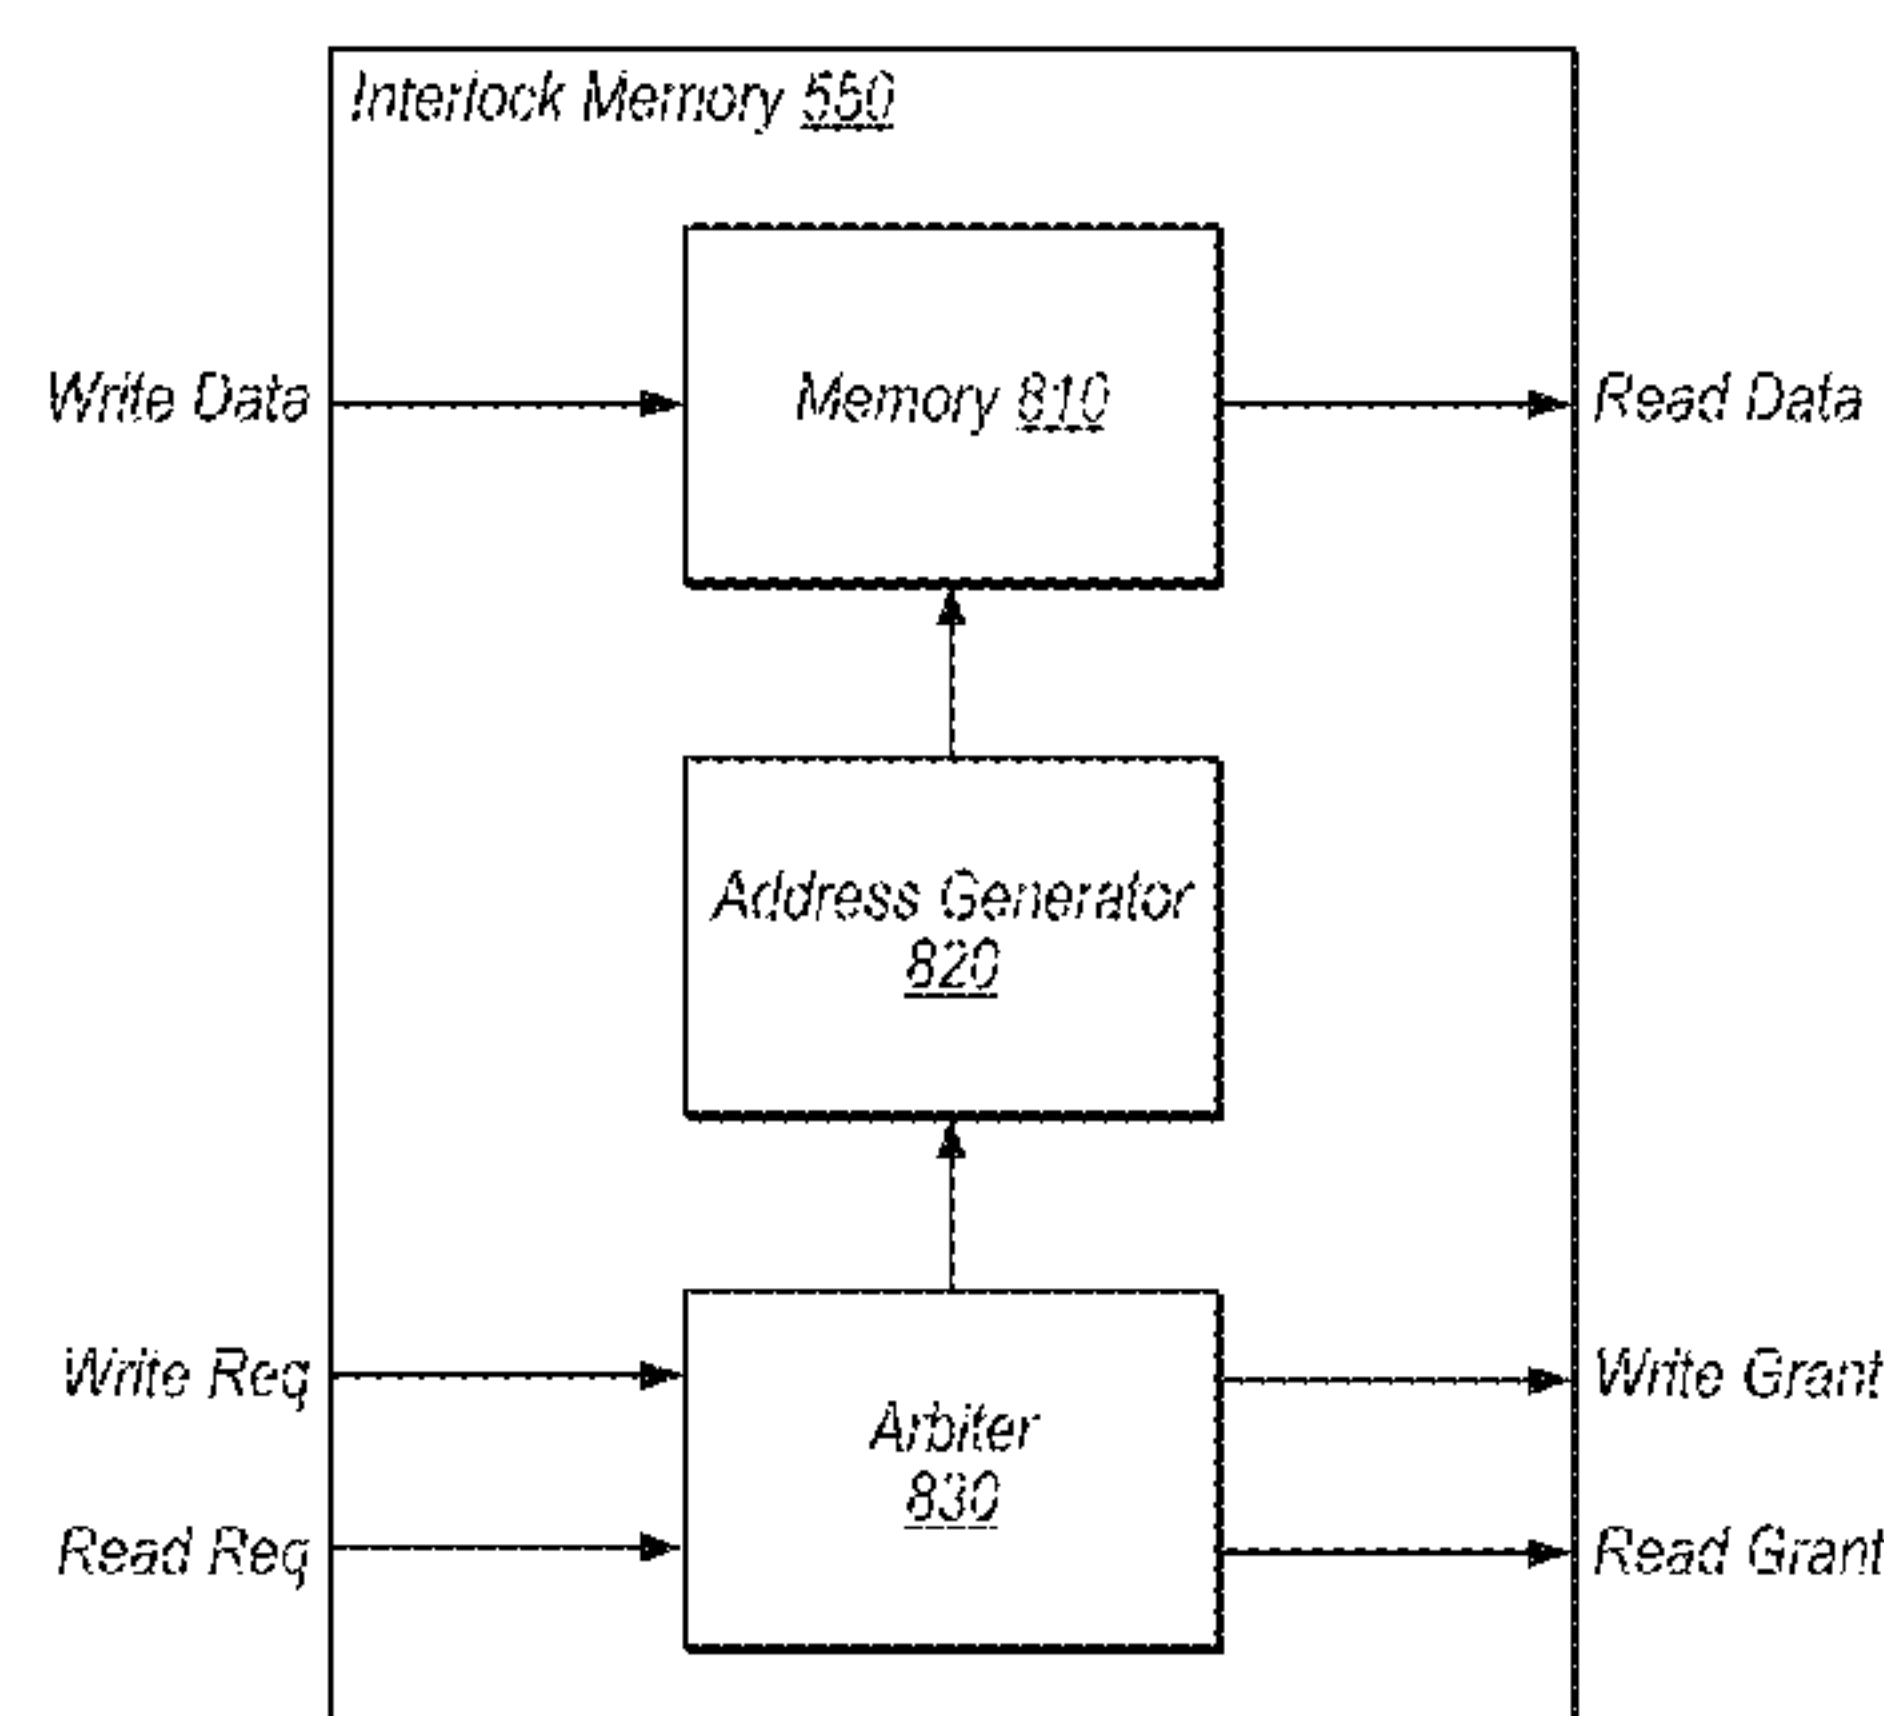 Interlock Memory 550
Write Data
Memory 810
Read Data
Address Generator
820
Write Req
Write Grant
Arbiter
830
Read Req
Read Grant